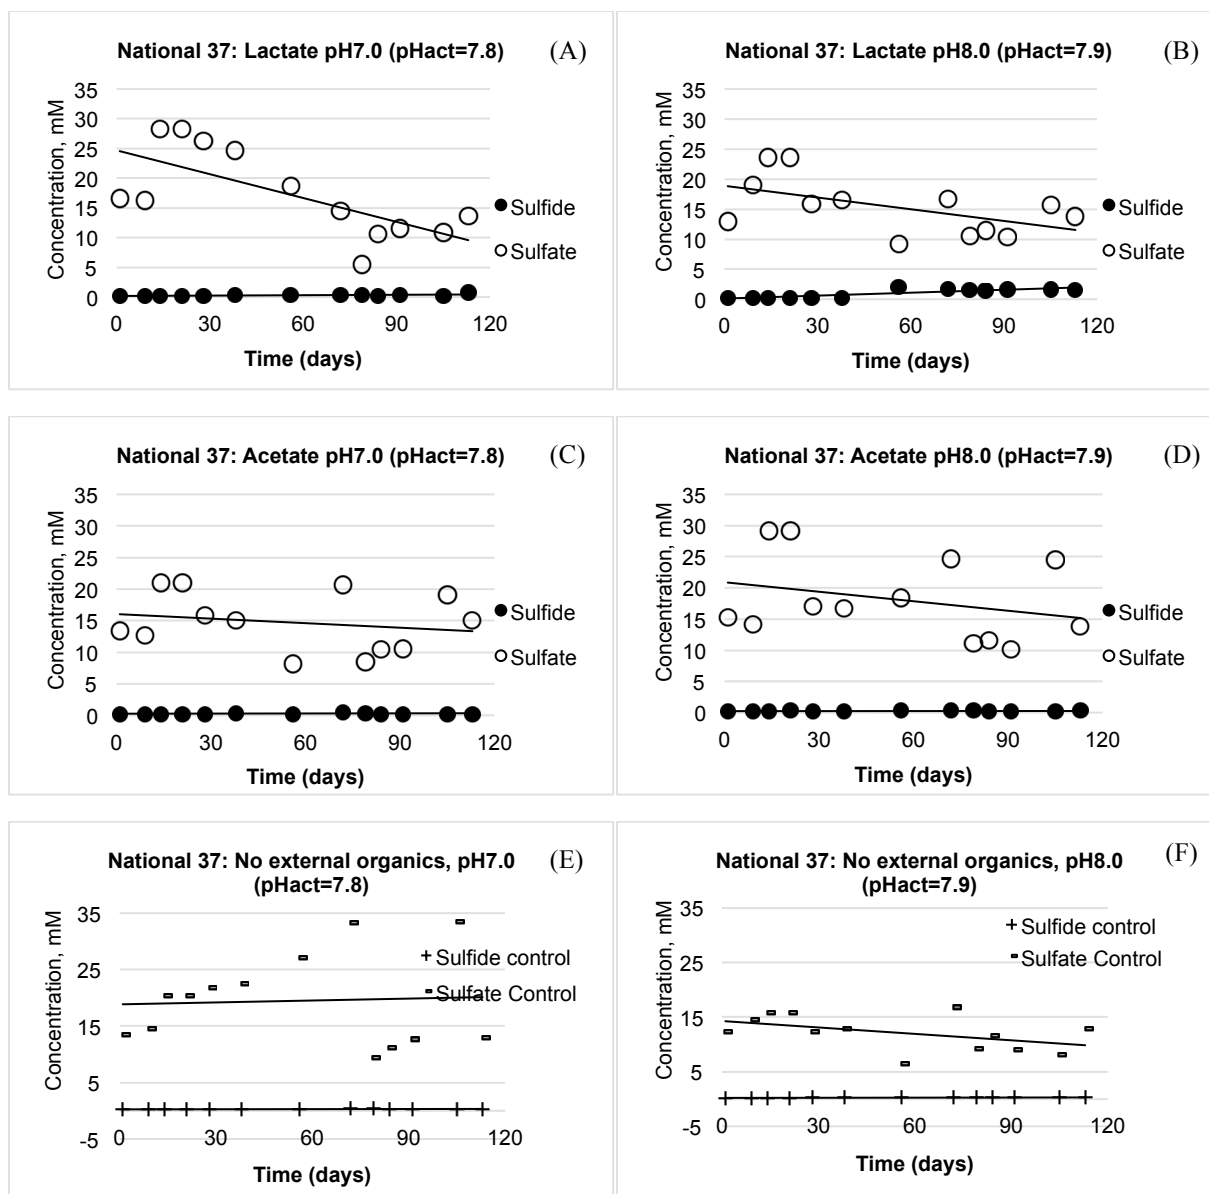 National 37: Lactate pH7.0 (pHact=7.8) (A)
Concentration, mM
35
30
25
20
15
10
5
0
0 30 60 90 120
Time (days)
Sulfide
Sulfate
National 37: Lactate pH8.0 (pHact=7.9) (B)
Concentration, mM
35
30
25
20
15
10
5
0
0 30 60 90 120
Time (days)
Sulfide
Sulfate
National 37: Acetate pH7.0 (pHact=7.8) (C)
Concentration, mM
35
30
25
20
15
10
5
0
0 30 60 90 120
Time (days)
Sulfide
Sulfate
National 37: Acetate pH8.0 (pHact=7.9) (D)
Concentration, mM
35
30
25
20
15
10
5
0
0 30 60 90 120
Time (days)
Sulfide
Sulfate
National 37: No external organics, pH7.0 (E)
(pHact=7.8)
Concentration, mM
35
25
15
5
-5
0 30 60 90 120
Time (days)
Sulfide control
Sulfate Control
National 37: No external organics, pH8.0 (F)
(pHact=7.9)
Concentration, mM
35
25
15
5
-5
0 30 60 90 120
Time (days)
Sulfide control
Sulfate Control